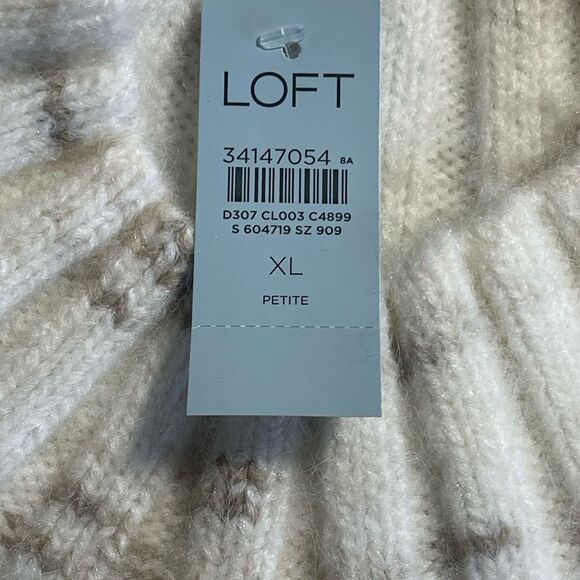 LOFT
34147054 8A
D307 CL003 C4899
S 604719 SZ 909
XL
PETITE